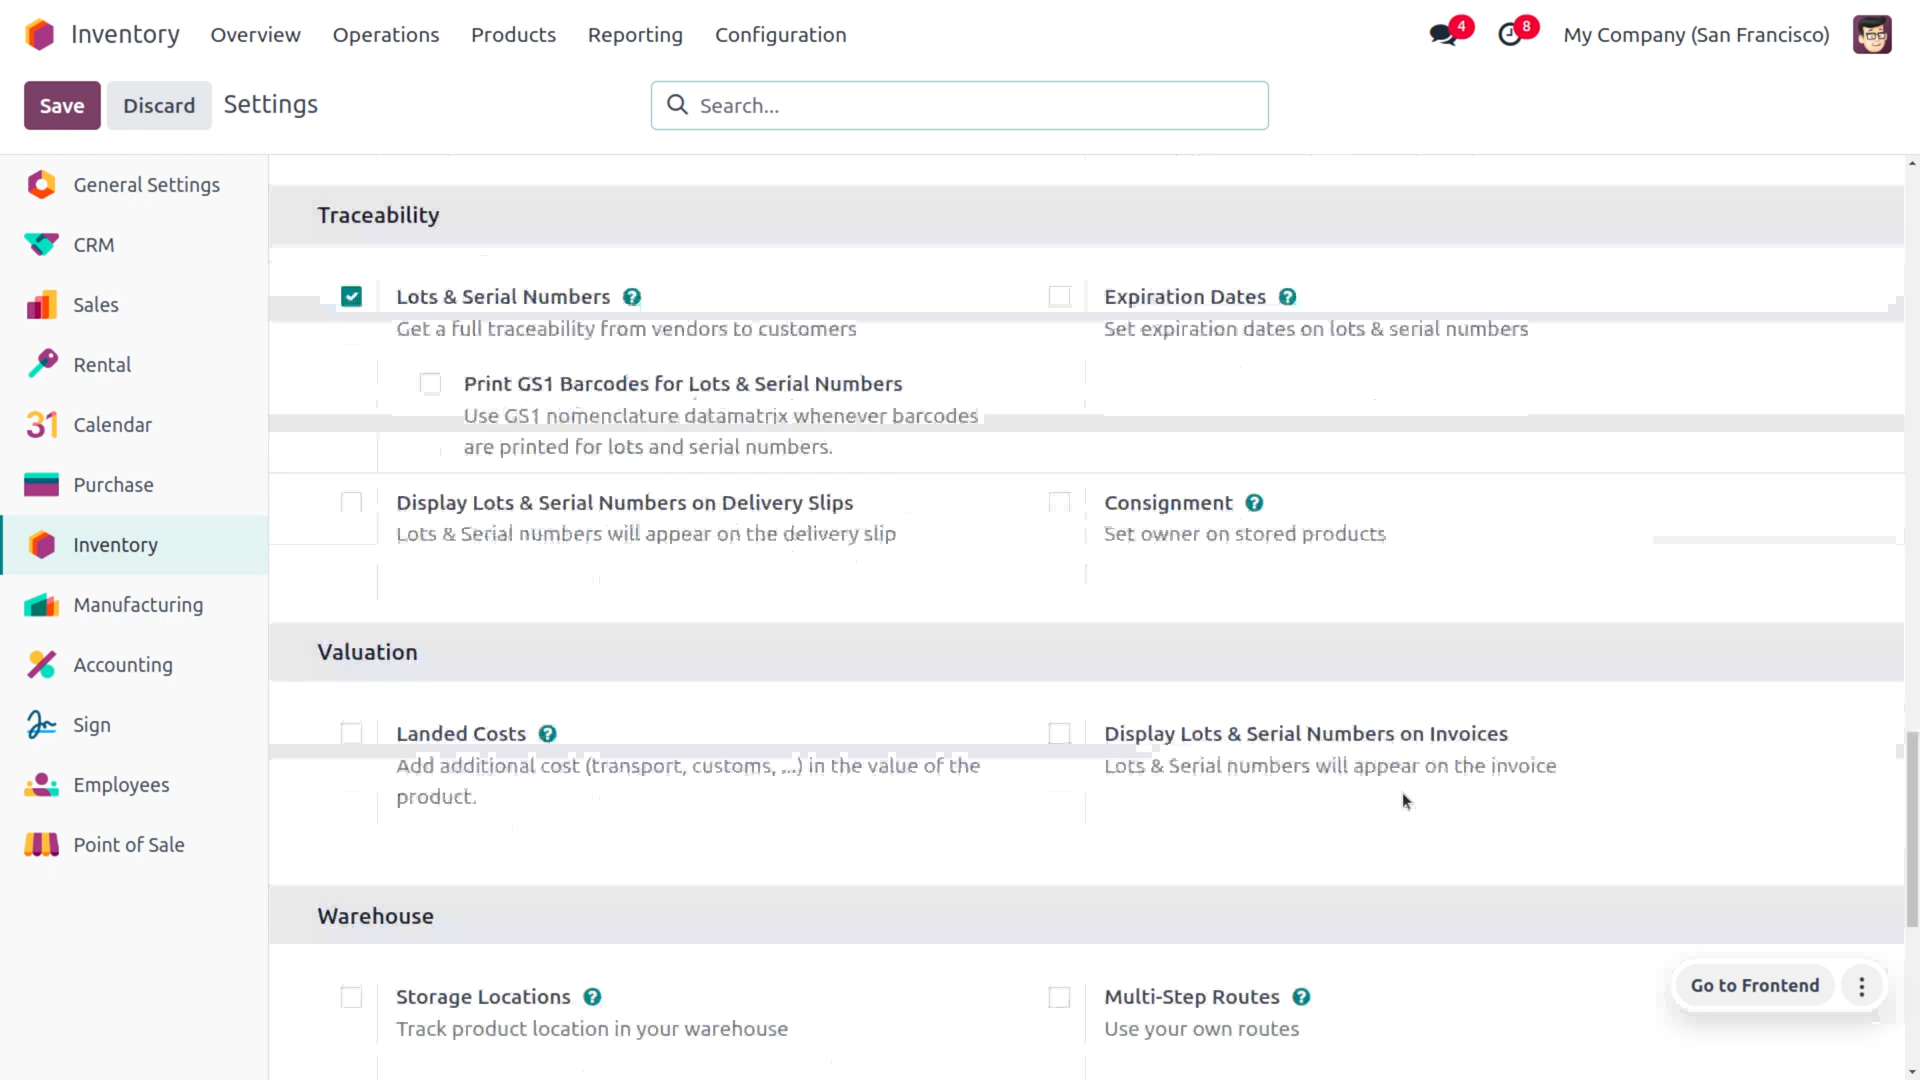 Inventory Overview Operations Products Reporting Configuration 4 8 My Company (San Francisco)
Save Discard Settings Search...
General Settings
CRM
Sales
Rental
Calendar
Purchase
Inventory
Manufacturing
Accounting
Sign
Employees
Point of Sale
Traceability
Lots & Serial Numbers ?
Get a full traceability from vendors to customers
Expiration Dates ?
Set expiration dates on lots & serial numbers
Print GS1 Barcodes for Lots & Serial Numbers
Use GS1 nomenclature datamatrix whenever barcodes
are printed for lots and serial numbers.
Display Lots & Serial Numbers on Delivery Slips
Lots & Serial numbers will appear on the delivery slip
Consignment ?
Set owner on stored products
Valuation
Landed Costs ?
Add additional cost (transport, customs, ...) in the value of the
product.
Display Lots & Serial Numbers on Invoices
Lots & Serial numbers will appear on the invoice
Warehouse
Storage Locations ?
Track product location in your warehouse
Multi-Step Routes ?
Use your own routes
Go to Frontend